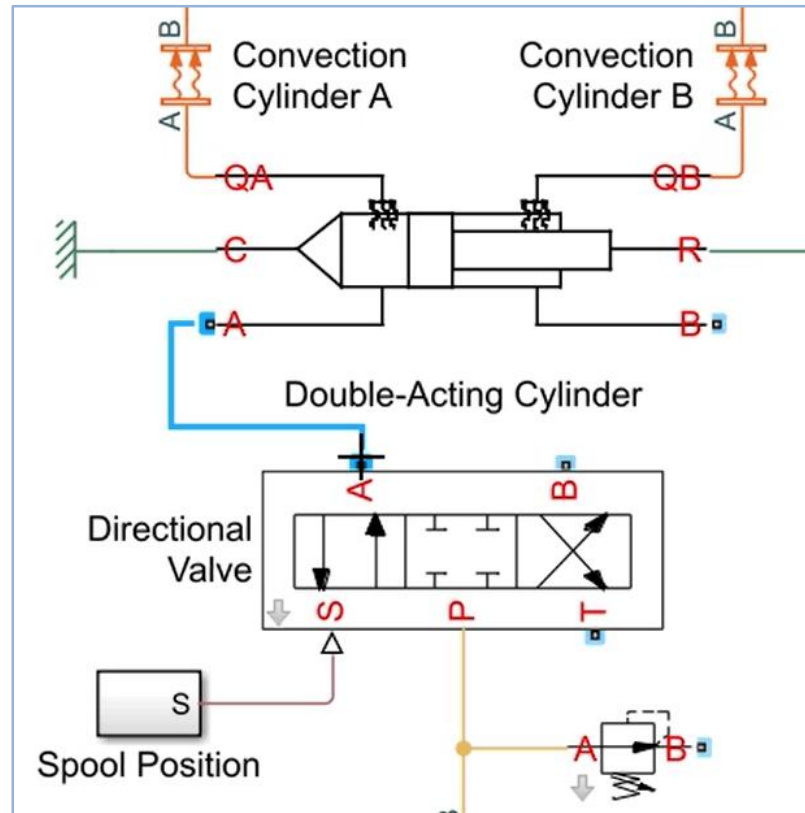 B
Convection
Cylinder A
A
Convection
Cylinder B
B
A
QA
QB
C
R
A
B
Double-Acting Cylinder
A
B
Directional
Valve
S
P
T
S
Spool Position
A
B
B